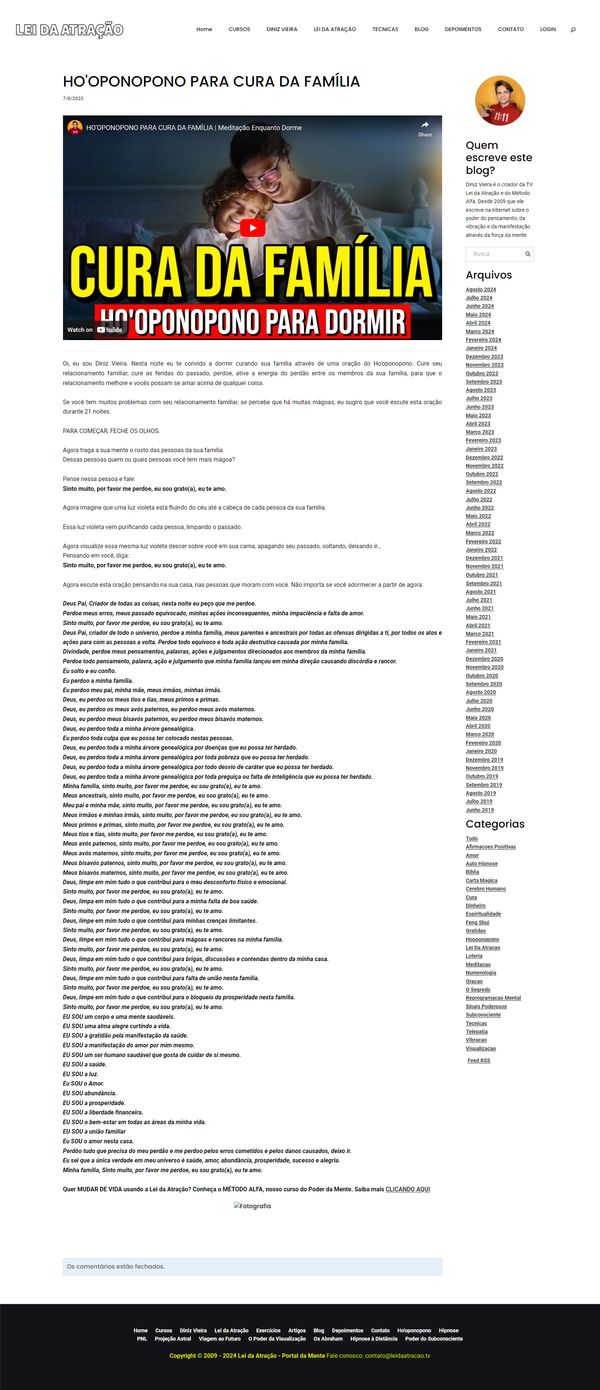 LEI DA ATRAÇÃO
Home CURSOS DINIZ VIEIRA LEI DA ATRAÇÃO TECNICAS BLOG DEPOIMENTOS CONTATO LOGIN
HO'OPONOPONO PARA CURA DA FAMÍLIA
7/8/2023
HO'OPONOPONO PARA CURA DA FAMÍLIA | Meditação Enquanto Dorme
Share
CURA DA FAMÍLIA
HO'OPONOPONO PARA DORMIR
Watch on YouTube
Oi, eu sou Diniz Vieira. Nesta noite eu te convido a dormir curando sua família através de uma oração do Ho'oponopono. Cure seu
relacionamento familiar, cure as feridas do passado, perdoe, ative a energia do perdão entre os membros da sua família, para que o
relacionamento melhore e vocês possam se amar acima de qualquer coisa.
Se você tem muitos problemas com seu relacionamento familiar, se percebe que há muitas mágoas, eu sugiro que você escute esta oração
durante 21 noites.
PARA COMEÇAR, FECHE OS OLHOS.
Agora traga a sua mente o rosto das pessoas da sua família.
Dessas pessoas quem ou quais pessoas você tem mais mágoa?
Pense nessa pessoa e fale:
Sinto muito, por favor me perdoe, eu sou grato(a), eu te amo.
Agora imagine que uma luz violeta está fluindo do céu até a cabeça de cada pessoa da sua família.
Essa luz violeta vem purificando cada pessoa, limpando o passado.
Agora visualize essa mesma luz violeta descer sobre você em sua cama, apagando seu passado, soltando, deixando ir...
Pensando em você, diga:
Sinto muito, por favor me perdoe, eu sou grato(a), eu te amo.
Agora escute esta oração pensando na sua casa, nas pessoas que moram com você. Não importa se você adormecer a partir de agora:
Deus Pai, Criador de todas as coisas, nesta noite eu peço que me perdoe.
Perdoe meus erros, meus passado equivocado, minhas ações inconsequentes, minha impaciência e falta de amor.
Sinto muito, por favor me perdoe, eu sou grato(a), eu te amo.
Deus Pai, criador de todo o universo, perdoe a minha família, meus parentes e ancestrais por todas as ofensas dirigidas a ti, por todos os atos e
ações para com as pessoas a volta. Perdoe todo equívoco e toda ação destrutiva causada por minha família.
Divindade, perdoe meus pensamentos, palavras, ações e julgamentos direcionados aos membros da minha família.
Perdoe todo pensamento, palavra, ação e julgamento que minha família lançou em minha direção causando discórdia e rancor.
Eu solto e eu confio.
Eu perdoo a minha família.
Eu perdoo meu pai, minha mãe, meus irmãos, minhas irmãs.
Deus, eu perdoo os meus tios e tias, meus primos e primas.
Deus, eu perdoo os meus avós paternos, eu perdoo meus avós maternos.
Deus, eu perdoo meus bisavós paternos, eu perdoo meus bisavós maternos.
Deus, eu perdoo toda a minha árvore genealógica.
Eu perdoo toda culpa que eu possa ter colocado nestas pessoas.
Deus, eu perdoo toda a minha árvore genealógica por doenças que eu possa ter herdado.
Deus, eu perdoo toda a minha árvore genealógica por toda pobreza que eu possa ter herdado.
Deus, eu perdoo toda a minha árvore genealógica por todo desvio de caráter que eu possa ter herdado.
Deus, eu perdoo toda a minha árvore genealógica por toda preguiça ou falta de inteligência que eu possa ter herdado.
Minha família, sinto muito, por favor me perdoe, eu sou grato(a), eu te amo.
Meus ancestrais, sinto muito, por favor me perdoe, eu sou grato(a), eu te amo.
Meu pai e minha mãe, sinto muito, por favor me perdoe, eu sou grato(a), eu te amo.
Meus irmãos e minhas irmãs, sinto muito, por favor me perdoe, eu sou grato(a), eu te amo.
Meus primos e primas, sinto muito, por favor me perdoe, eu sou grato(a), eu te amo.
Meus tios e tias, sinto muito, por favor me perdoe, eu sou grato(a), eu te amo.
Meus avós paternos, sinto muito, por favor me perdoe, eu sou grato(a), eu te amo.
Meus avós maternos, sinto muito, por favor me perdoe, eu sou grato(a), eu te amo.
Meus bisavós paternos, sinto muito, por favor me perdoe, eu sou grato(a), eu te amo.
Meus bisavós maternos, sinto muito, por favor me perdoe, eu sou grato(a), eu te amo.
Deus, limpe em mim tudo o que contribui para o meu desconforto físico e emocional.
Sinto muito, por favor me perdoe, eu sou grato(a), eu te amo.
Deus, limpe em mim tudo o que contribui para a minha falta de boa saúde.
Sinto muito, por favor me perdoe, eu sou grato(a), eu te amo.
Deus, limpe em mim tudo o que contribui para minhas crenças limitantes.
Sinto muito, por favor me perdoe, eu sou grato(a), eu te amo.
Deus, limpe em mim tudo o que contribui para mágoas e rancores na minha família.
Sinto muito, por favor me perdoe, eu sou grato(a), eu te amo.
Deus, limpe em mim tudo o que contribui para brigas, discussões e contendas dentro da minha casa.
Sinto muito, por favor me perdoe, eu sou grato(a), eu te amo.
Deus, limpe em mim tudo o que contribui para falta de união nesta família.
Sinto muito, por favor me perdoe, eu sou grato(a), eu te amo.
Deus, limpe em mim tudo o que contribui para o bloqueio da prosperidade nesta família.
Sinto muito, por favor me perdoe, eu sou grato(a), eu te amo.
EU SOU um corpo e uma mente saudáveis.
EU SOU uma alma alegre curtindo a vida.
EU SOU a gratidão pela manifestação da saúde.
EU SOU a manifestação do amor por mim mesmo.
EU SOU um ser humano saudável que gosta de cuidar de si mesmo.
EU SOU a saúde.
EU SOU a luz.
Eu SOU o Amor.
EU SOU abundância.
EU SOU a prosperidade.
EU SOU a liberdade financeira.
EU SOU o bem-estar em todas as áreas da minha vida.
EU SOU a união familiar
Eu SOU o amor nesta casa.
Perdôo tudo que precisa do meu perdão e me perdoo pelos erros cometidos e pelos danos causados, deixo ir.
Eu sei que a única verdade em meu universo é saúde, amor, abundância, prosperidade, sucesso e alegria.
Minha família, Sinto muito, por favor me perdoe, eu sou grato(a), eu te amo.
Quer MUDAR DE VIDA usando a Lei da Atração? Conheça o MÉTODO ALFA, nosso curso do Poder da Mente. Saiba mais CLICANDO AQUI
Fotografia
Os comentários estão fechados.
11:11
Quem
escreve este
blog?
Diniz Vieira é o criador da TV
Lei da Atração e do Método
Alfa. Desde 2009 que ele
escreve na Internet sobre o
poder do pensamento, da
vibração e da manifestação
através da força da mente.
Busca
Arquivos
Agosto 2024
Julho 2024
Junho 2024
Maio 2024
Abril 2024
Março 2024
Fevereiro 2024
Janeiro 2024
Dezembro 2023
Novembro 2023
Outubro 2023
Setembro 2023
Agosto 2023
Julho 2023
Junho 2023
Maio 2023
Abril 2023
Março 2023
Fevereiro 2023
Janeiro 2023
Dezembro 2022
Novembro 2022
Outubro 2022
Setembro 2022
Agosto 2022
Julho 2022
Junho 2022
Maio 2022
Abril 2022
Março 2022
Fevereiro 2022
Janeiro 2022
Dezembro 2021
Novembro 2021
Outubro 2021
Setembro 2021
Agosto 2021
Julho 2021
Junho 2021
Maio 2021
Abril 2021
Março 2021
Fevereiro 2021
Janeiro 2021
Dezembro 2020
Novembro 2020
Outubro 2020
Setembro 2020
Agosto 2020
Julho 2020
Junho 2020
Maio 2020
Abril 2020
Março 2020
Fevereiro 2020
Janeiro 2020
Dezembro 2019
Novembro 2019
Outubro 2019
Setembro 2019
Agosto 2019
Julho 2019
Junho 2019
Categorias
Tudo
Afirmacoes Positivas
Amor
Auto Hipnose
Biblia
Carta Magica
Cerebro Humano
Cura
Dinheiro
Espiritualidade
Feng Shui
Gratidao
Hooponopono
Lei Da Atracao
Loteria
Meditacao
Numerologia
Oracao
O Segredo
Reprogramacao Mental
Sinais Poderosos
Subconsciente
Tecnicas
Telepatia
Vibracao
Visualizacao
Feed RSS
Home Cursos Diniz Vieira Lei da Atração Exercícios Artigos Blog Depoimentos Contato Ho'oponopono Hipnose
PNL Projeção Astral Viagem ao Futuro O Poder da Visualização Os Abraham Hipnose à Distância Poder do Subconsciente
Copyright © 2009 - 2024 Lei da Atração - Portal da Mente Fale conosco: contato@leidaatracao.tv